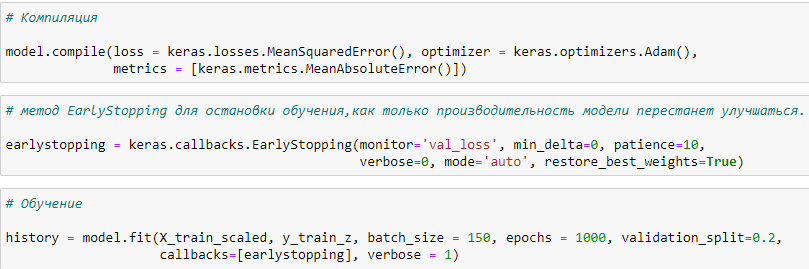 # Компиляция
model.compile(loss = keras.losses.MeanSquaredError(), optimizer = keras.optimizers.Adam(),
metrics = [keras.metrics.MeanAbsoluteError()])
# метод EarlyStopping для остановки обучения,как только производительность модели перестанет улучшаться.
earlystopping = keras.callbacks.EarlyStopping(monitor='val_loss', min_delta=0, patience=10,
verbose=0, mode='auto', restore_best_weights=True)
# Обучение
history = model.fit(X_train_scaled, y_train_z, batch_size = 150, epochs = 1000, validation_split=0.2,
callbacks=[earlystopping], verbose = 1)